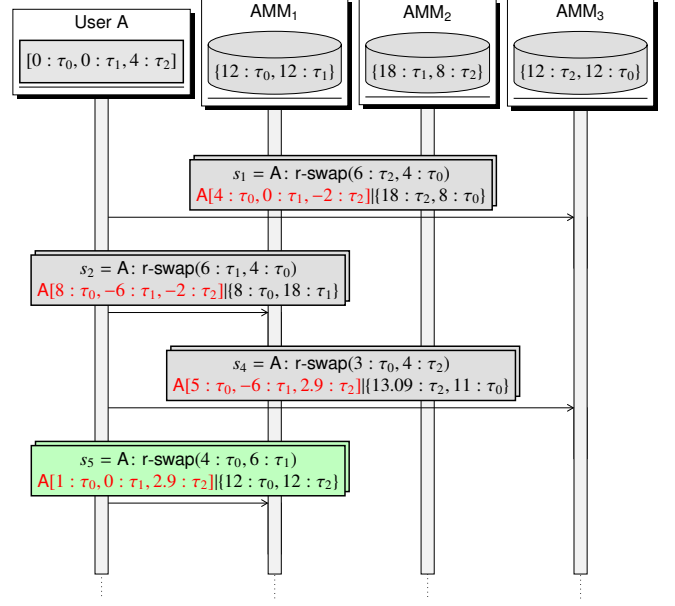 User A
[0 : τ₀, 0 : τ₁, 4 : τ₂]
AMM₁
{12 : τ₀, 12 : τ₁}
AMM₂
{18 : τ₁, 8 : τ₂}
AMM₃
{12 : τ₂, 12 : τ₀}
s₁ = A: r-swap(6 : τ₂, 4 : τ₀)
A[4 : τ₀, 0 : τ₁, −2 : τ₂]|{18 : τ₂, 8 : τ₀}
s₂ = A: r-swap(6 : τ₁, 4 : τ₀)
A[8 : τ₀, −6 : τ₁, −2 : τ₂]|{8 : τ₀, 18 : τ₁}
s₄ = A: r-swap(3 : τ₀, 4 : τ₂)
A[5 : τ₀, −6 : τ₁, 2.9 : τ₂]|{13.09 : τ₂, 11 : τ₀}
s₅ = A: r-swap(4 : τ₀, 6 : τ₁)
A[1 : τ₀, 0 : τ₁, 2.9 : τ₂]|{12 : τ₀, 12 : τ₂}